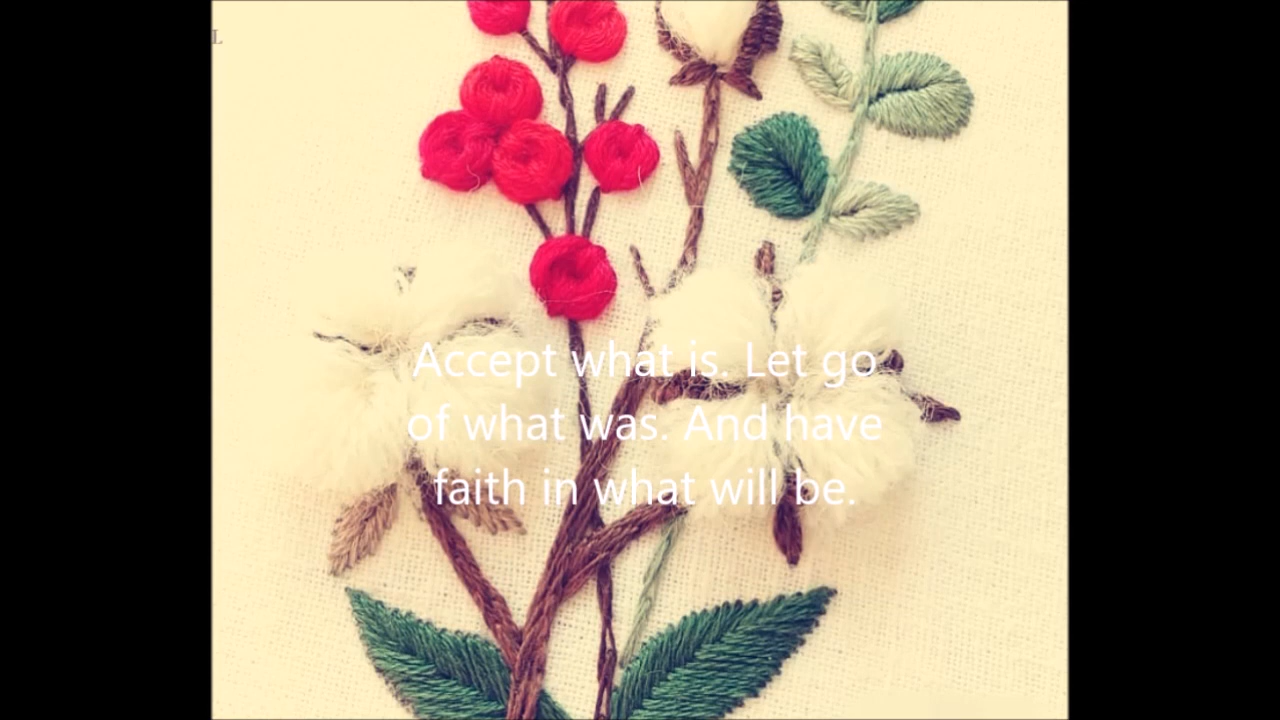 L
Accept what is. Let go
of what was. And have
faith in what will be.